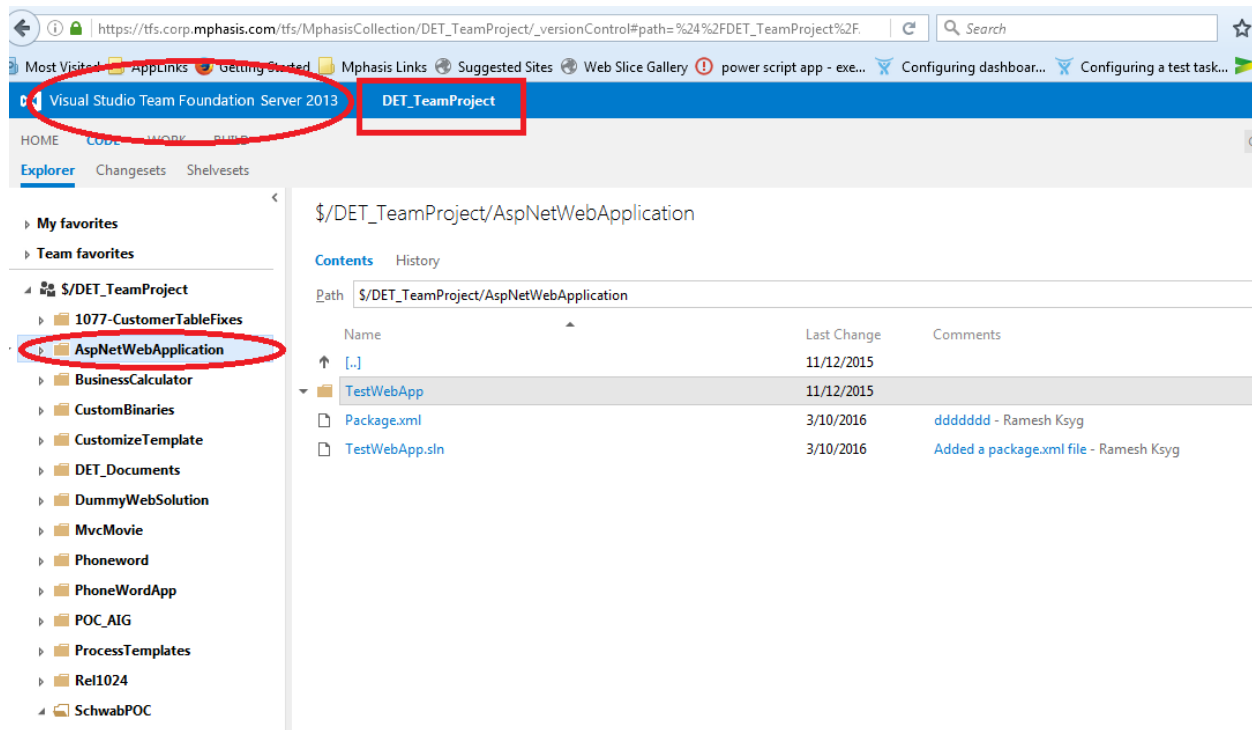 https://tfs.corp.mphasis.com/tfs/MphasisCollection/DET_TeamProject/_versionControl#path=%24%2FDET_TeamProject%2F.
Search
Most Visited AppLinks Getting Started Mphasis Links Suggested Sites Web Slice Gallery power script app - exe... Configuring dashboar... Configuring a test task...
Visual Studio Team Foundation Server 2013 DET_TeamProject
HOME CODE WORK BUILD
Explorer Changesets Shelvesets
My favorites
Team favorites
$/DET_TeamProject
1077-CustomerTableFixes
AspNetWebApplication
BusinessCalculator
CustomBinaries
CustomizeTemplate
DET_Documents
DummyWebSolution
MvcMovie
Phoneword
PhoneWordApp
POC_AIG
ProcessTemplates
Rel1024
SchwabPOC
$/DET_TeamProject/AspNetWebApplication
Contents History
Path $/DET_TeamProject/AspNetWebApplication
Name Last Change Comments
[..] 11/12/2015
TestWebApp 11/12/2015
Package.xml 3/10/2016 ddddddd - Ramesh Ksyg
TestWebApp.sln 3/10/2016 Added a package.xml file - Ramesh Ksyg